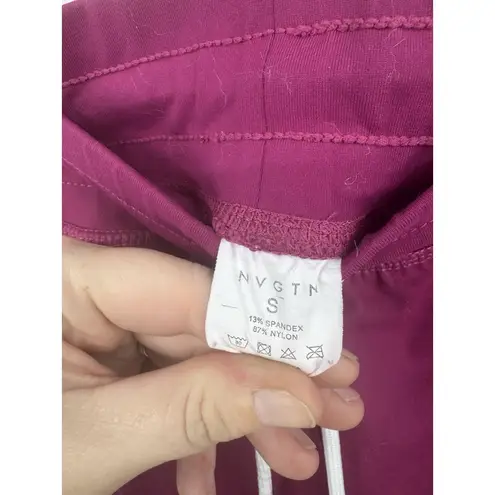 NVGTN
S
13% SPANDEX
87% NYLON